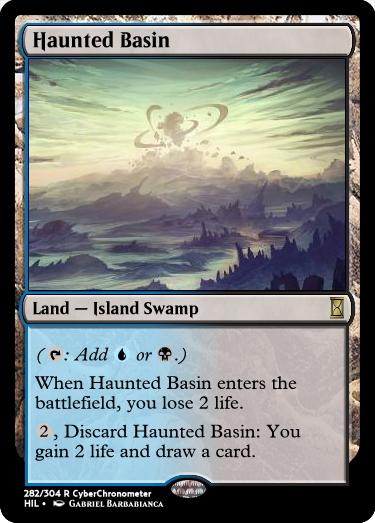 Haunted Basin
Land — Island Swamp
(T: Add U or B.)
When Haunted Basin enters the
battlefield, you lose 2 life.
2, Discard Haunted Basin: You
gain 2 life and draw a card.
282/304 R CyberChronometer
HIL • Gabriel Barbabianca